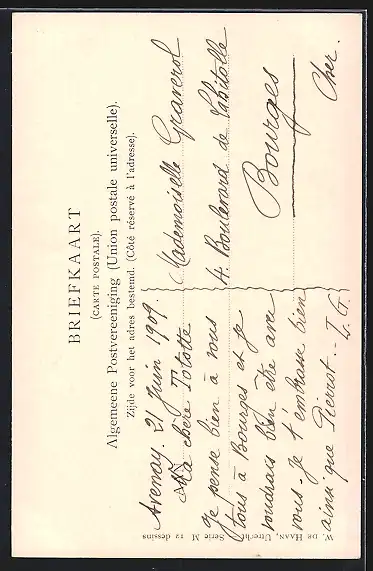 BRIEFKAART
(CARTE POSTALE).
Algemeene Postvereeniging (Union postale universelle).
Zijde voor het adres bestemd. (Côté réservé à l'adresse).
Avenay. 21 Juin 1909.
Ma chère Tototte
Je pense bien à vous
tous à Bourges et je
voudrais bien être avec
vous. Je t'embrasse bien
ainsi que Pierrot. -
L. G.
Mademoiselle Graverol
4. Boulevard de
Bourges
Cher.
W. DE HAAN, Utrecht. Serie M 12 dessins